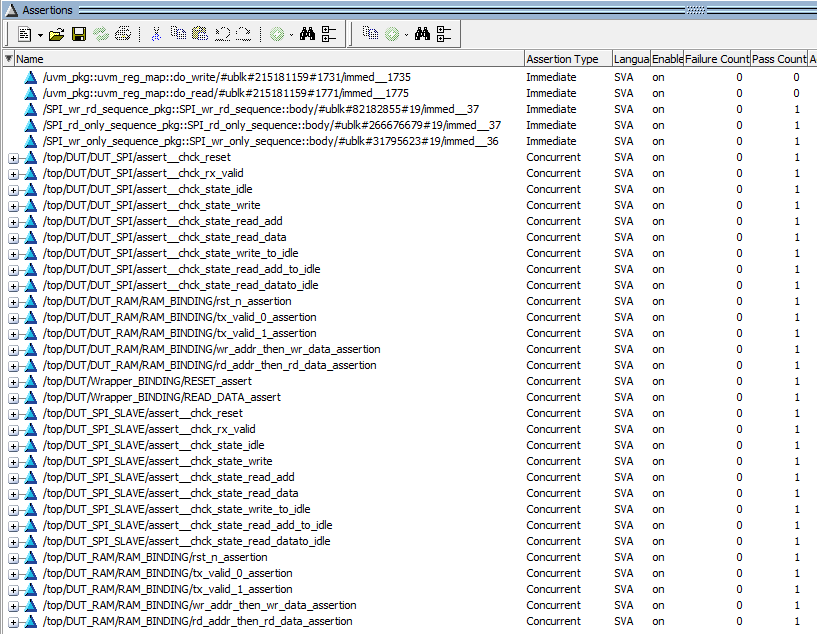 Assertions
Name Assertion Type Langua Enable Failure Count Pass Count A
/uvm_pkg::uvm_reg_map::do_write/#ublk#215181159#1731/immed__1735 Immediate SVA on 0 0
/uvm_pkg::uvm_reg_map::do_read/#ublk#215181159#1771/immed__1775 Immediate SVA on 0 0
/SPI_wr_rd_sequence_pkg::SPI_wr_rd_sequence::body/#ublk#82182855#19/immed__37 Immediate SVA on 0 1
/SPI_rd_only_sequence_pkg::SPI_rd_only_sequence::body/#ublk#266676679#19/immed__37 Immediate SVA on 0 1
/SPI_wr_only_sequence_pkg::SPI_wr_only_sequence::body/#ublk#31795623#19/immed__36 Immediate SVA on 0 1
/top/DUT/DUT_SPI/assert__chck_reset Concurrent SVA on 0 1
/top/DUT/DUT_SPI/assert__chck_rx_valid Concurrent SVA on 0 1
/top/DUT/DUT_SPI/assert__chck_state_idle Concurrent SVA on 0 1
/top/DUT/DUT_SPI/assert__chck_state_write Concurrent SVA on 0 1
/top/DUT/DUT_SPI/assert__chck_state_read_add Concurrent SVA on 0 1
/top/DUT/DUT_SPI/assert__chck_state_read_data Concurrent SVA on 0 1
/top/DUT/DUT_SPI/assert__chck_state_write_to_idle Concurrent SVA on 0 1
/top/DUT/DUT_SPI/assert__chck_state_read_add_to_idle Concurrent SVA on 0 1
/top/DUT/DUT_SPI/assert__chck_state_read_datato_idle Concurrent SVA on 0 1
/top/DUT/DUT_RAM/RAM_BINDING/rst_n_assertion Concurrent SVA on 0 1
/top/DUT/DUT_RAM/RAM_BINDING/tx_valid_0_assertion Concurrent SVA on 0 1
/top/DUT/DUT_RAM/RAM_BINDING/tx_valid_1_assertion Concurrent SVA on 0 1
/top/DUT/DUT_RAM/RAM_BINDING/wr_addr_then_wr_data_assertion Concurrent SVA on 0 1
/top/DUT/DUT_RAM/RAM_BINDING/rd_addr_then_rd_data_assertion Concurrent SVA on 0 1
/top/DUT/Wrapper_BINDING/RESET_assert Concurrent SVA on 0 1
/top/DUT/Wrapper_BINDING/READ_DATA_assert Concurrent SVA on 0 1
/top/DUT_SPI_SLAVE/assert__chck_reset Concurrent SVA on 0 1
/top/DUT_SPI_SLAVE/assert__chck_rx_valid Concurrent SVA on 0 1
/top/DUT_SPI_SLAVE/assert__chck_state_idle Concurrent SVA on 0 1
/top/DUT_SPI_SLAVE/assert__chck_state_write Concurrent SVA on 0 1
/top/DUT_SPI_SLAVE/assert__chck_state_read_add Concurrent SVA on 0 1
/top/DUT_SPI_SLAVE/assert__chck_state_read_data Concurrent SVA on 0 1
/top/DUT_SPI_SLAVE/assert__chck_state_write_to_idle Concurrent SVA on 0 1
/top/DUT_SPI_SLAVE/assert__chck_state_read_add_to_idle Concurrent SVA on 0 1
/top/DUT_SPI_SLAVE/assert__chck_state_read_datato_idle Concurrent SVA on 0 1
/top/DUT_RAM/RAM_BINDING/rst_n_assertion Concurrent SVA on 0 1
/top/DUT_RAM/RAM_BINDING/tx_valid_0_assertion Concurrent SVA on 0 1
/top/DUT_RAM/RAM_BINDING/tx_valid_1_assertion Concurrent SVA on 0 1
/top/DUT_RAM/RAM_BINDING/wr_addr_then_wr_data_assertion Concurrent SVA on 0 1
/top/DUT_RAM/RAM_BINDING/rd_addr_then_rd_data_assertion Concurrent SVA on 0 1